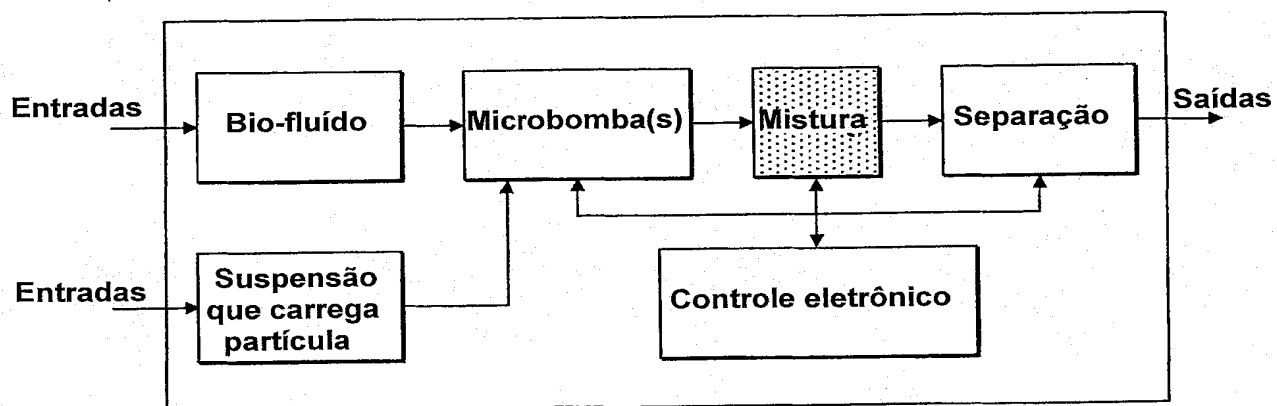 Entradas
Bio-fluído
Microbomba(s)
Mistura
Separação
Saídas
Entradas
Suspensão
que carrega
partícula
Controle eletrônico